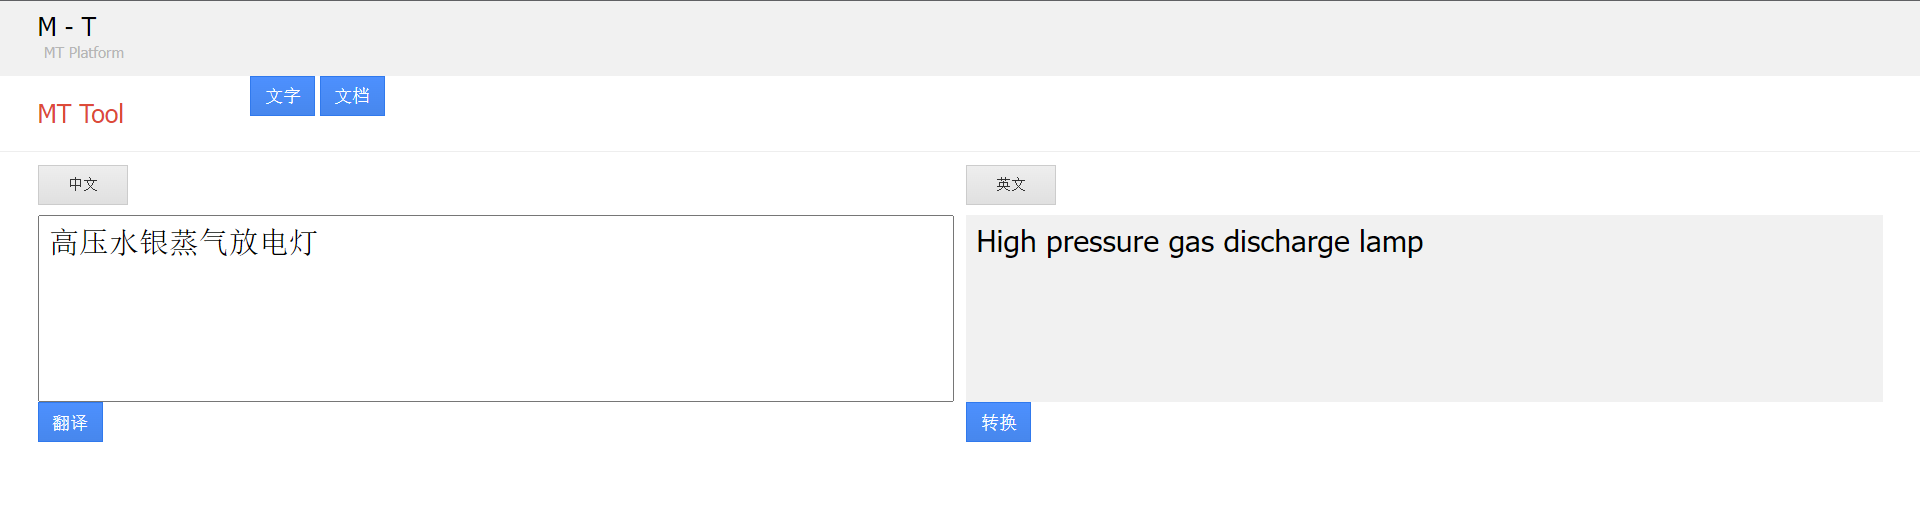 M - T
MT Platform
MT Tool
文字 文档
中文
英文
高压水银蒸气放电灯
High pressure gas discharge lamp
翻译
转换